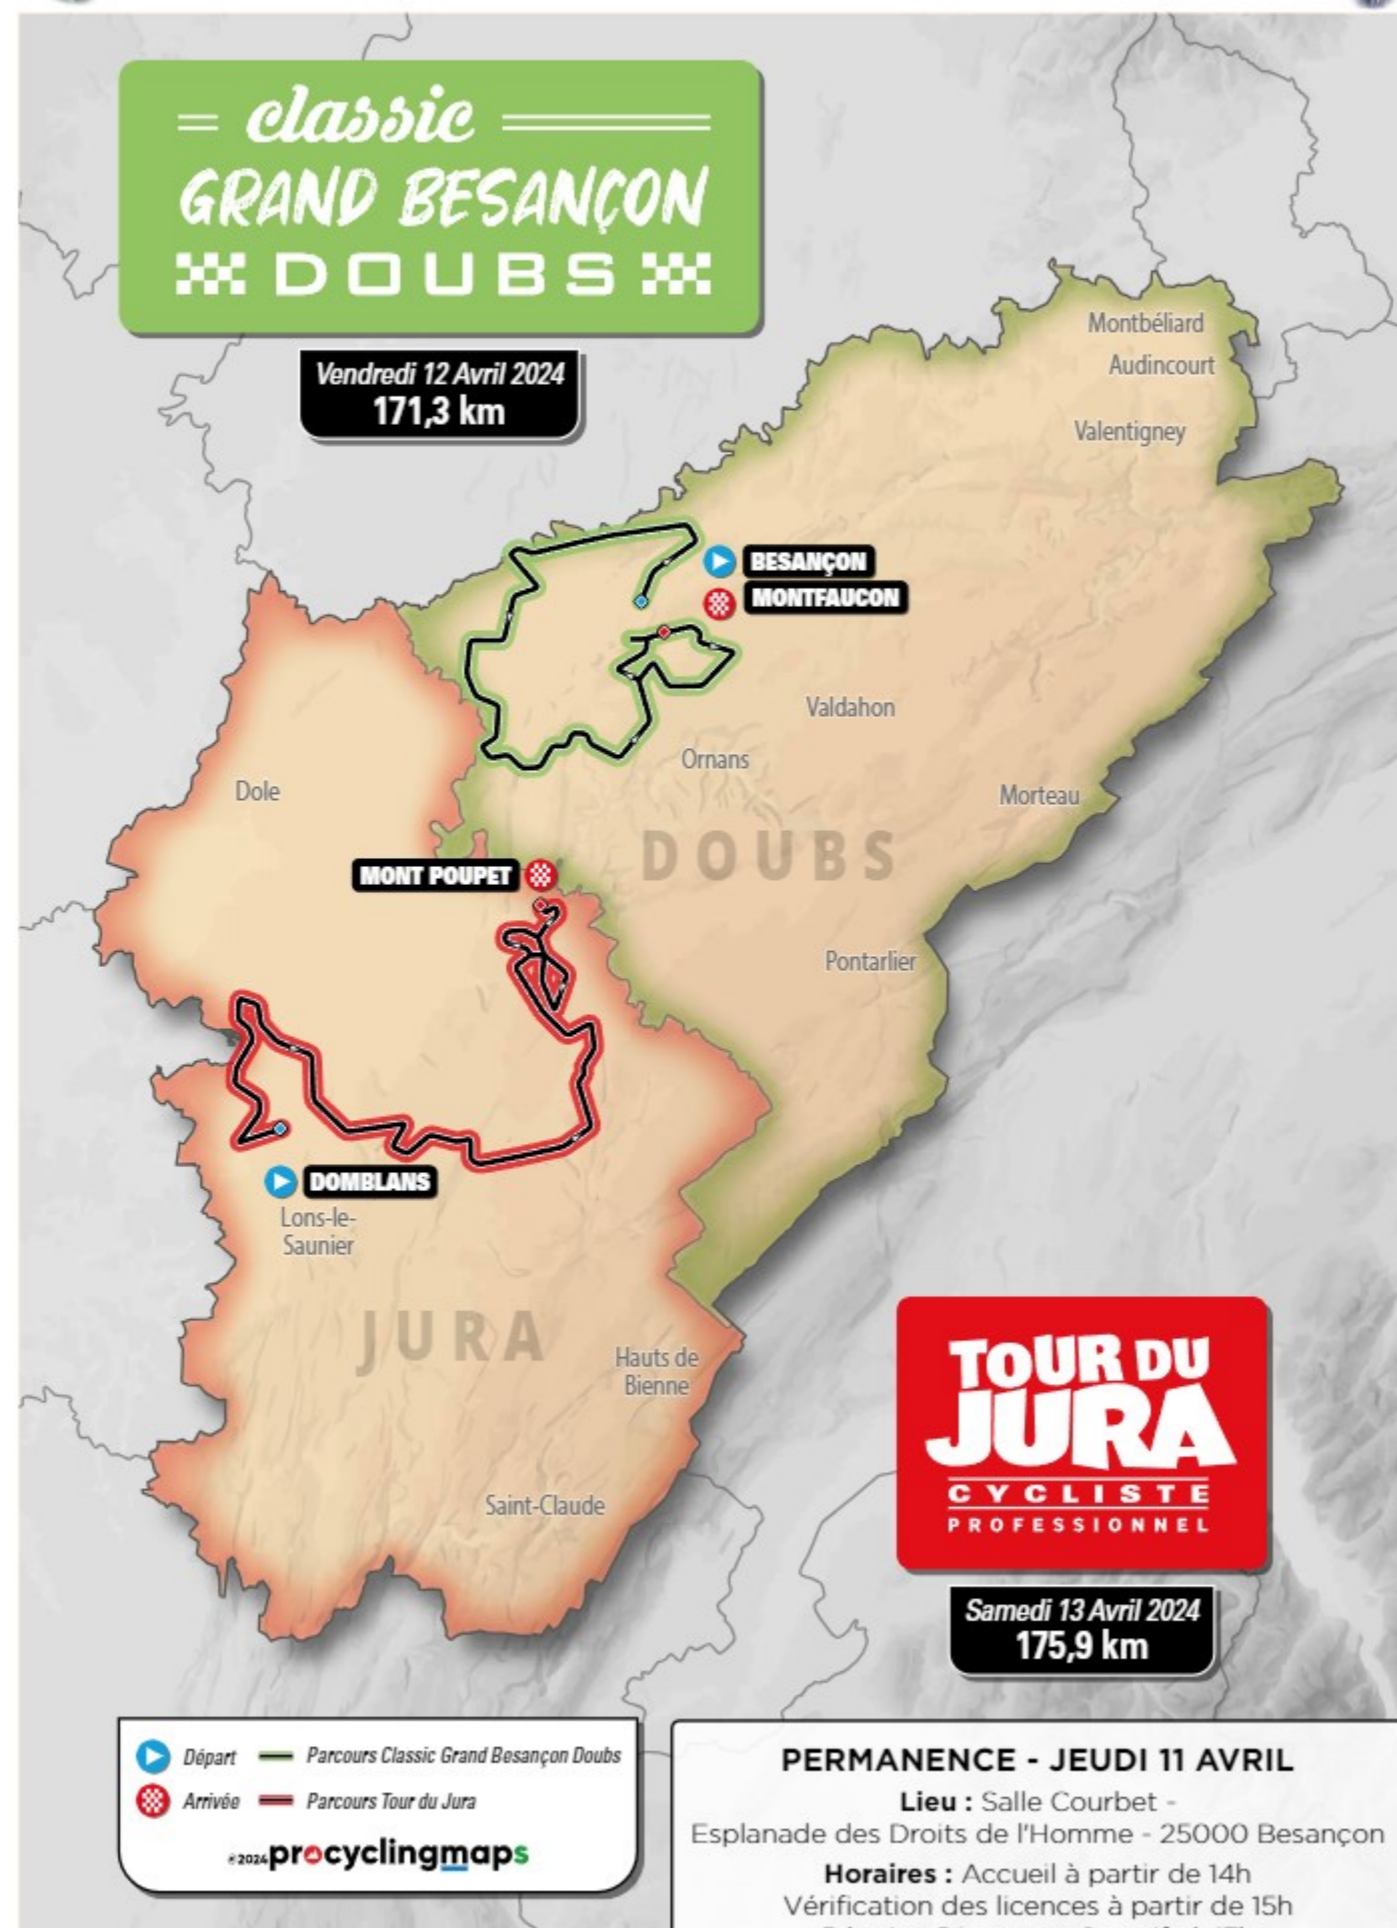 classic
GRAND BESANÇON
DOUBS
Vendredi 12 Avril 2024
171,3 km
Montbéliard
Audincourt
Valentigney
BESANÇON
MONTFAUCON
Valdahon
Ornans
Dole
Morteau
DOUBS
MONT POUPET
Pontarlier
DOMBLANS
Lons-le-
Saunier
JURA
Hauts de
Bienne
Saint-Claude
TOUR DU
JURA
CYCLISTE
PROFESSIONNEL
Samedi 13 Avril 2024
175,9 km
Départ
Parcours Classic Grand Besançon Doubs
Arrivée
Parcours Tour du Jura
©2024 procyclingmaps
PERMANENCE - JEUDI 11 AVRIL
Lieu : Salle Courbet -
Esplanade des Droits de l'Homme - 25000 Besançon
Horaires : Accueil à partir de 14h
Vérification des licences à partir de 15h